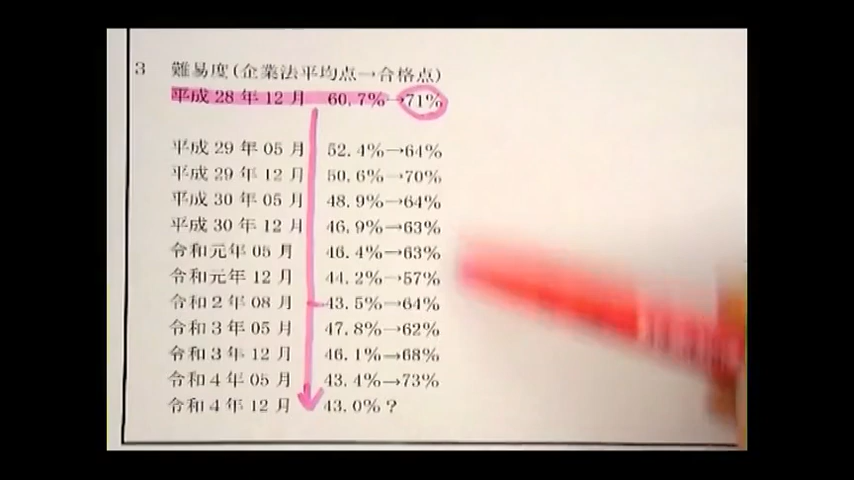 3 難易度(企業法平均点→合格点)
平成28年12月 60.7%→71%
平成29年05月 52.4%→64%
平成29年12月 50.6%→70%
平成30年05月 48.9%→64%
平成30年12月 46.9%→63%
令和元年05月 46.4%→63%
令和元年12月 44.2%→57%
令和2年08月 43.5%→64%
令和3年05月 47.8%→62%
令和3年12月 46.1%→68%
令和4年05月 43.4%→73%
令和4年12月 43.0%?